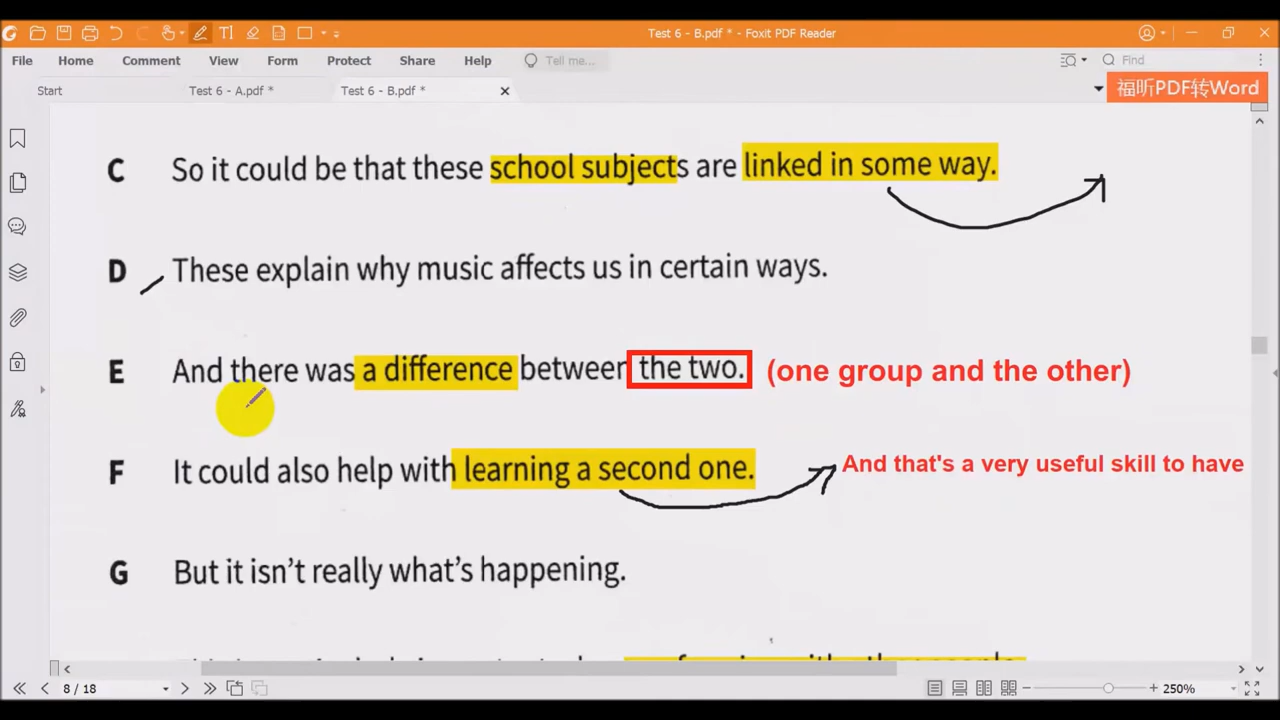 Test 6 - B.pdf * - Foxit PDF Reader
File Home Comment View Form Protect Share Help Tell me... Find
Start Test 6 - A.pdf * Test 6 - B.pdf * 福昕PDF转Word
C So it could be that these school subjects are linked in some way.
D These explain why music affects us in certain ways.
E And there was a difference between the two. (one group and the other)
F It could also help with learning a second one. And that's a very useful skill to have
G But it isn't really what's happening.
8 / 18 250%